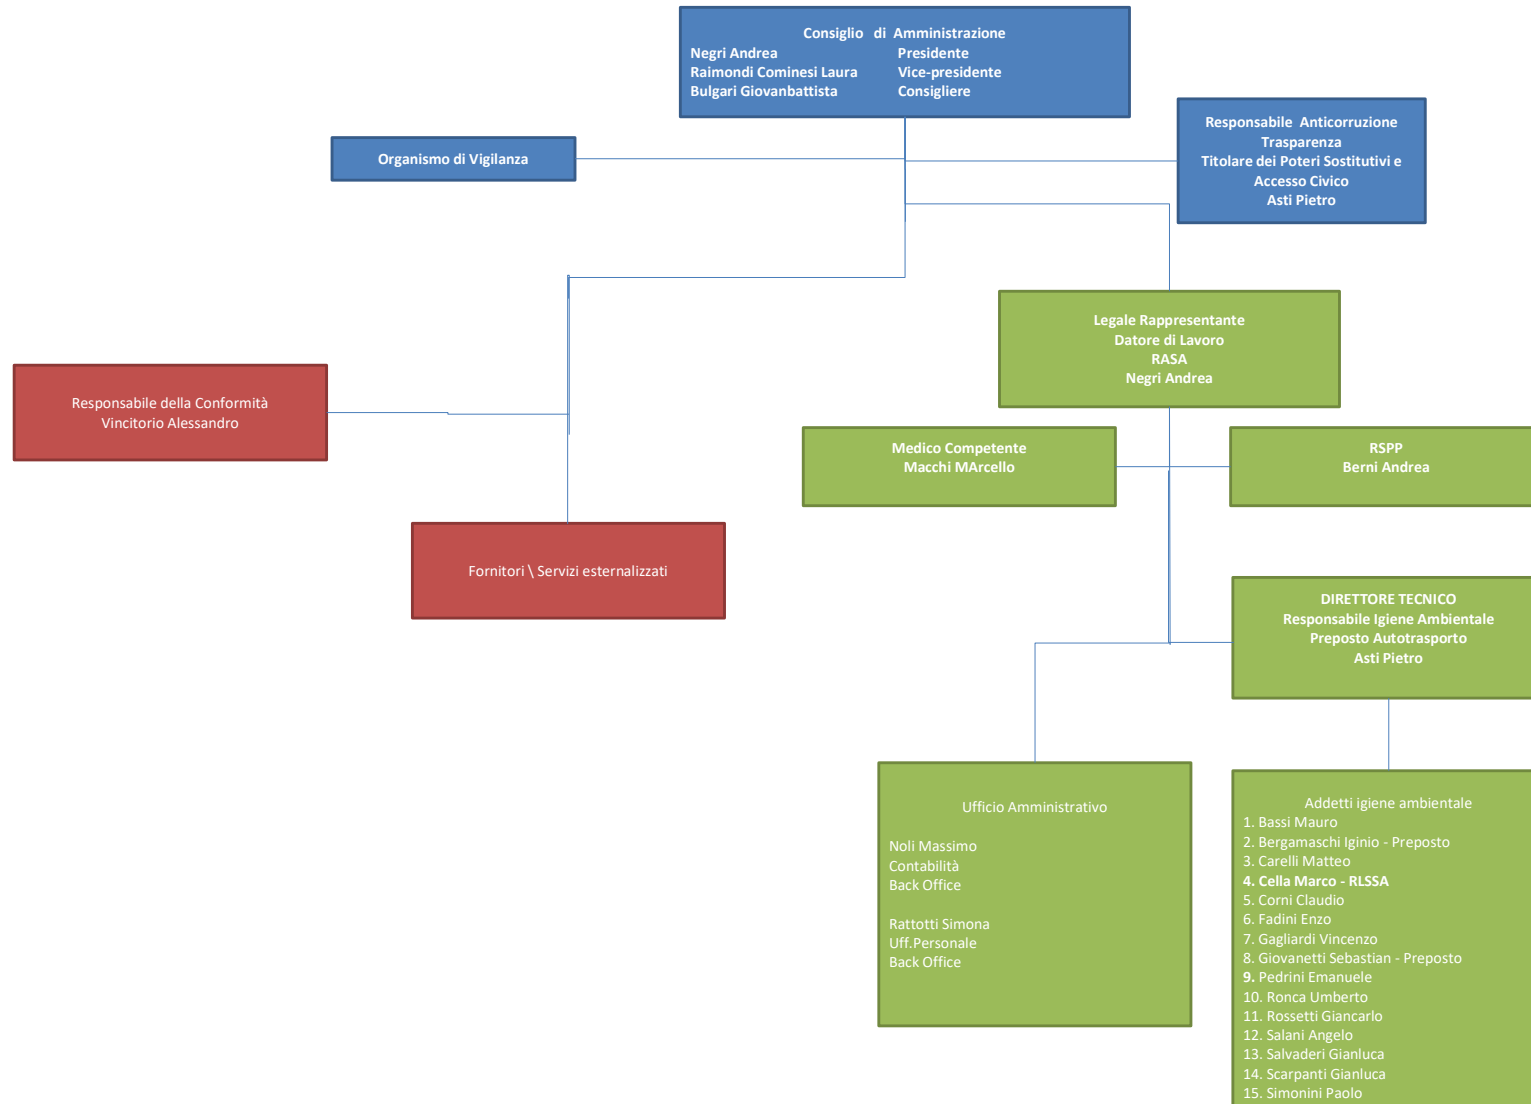 Consiglio di Amministrazione
Negri Andrea Presidente
Raimondi Cominesi Laura Vice-presidente
Bulgari Giovanbattista Consigliere
Responsabile Anticorruzione
Trasparenza
Titolare dei Poteri Sostitutivi e
Accesso Civico
Asti Pietro
Organismo di Vigilanza
Legale Rappresentante
Datore di Lavoro
RASA
Negri Andrea
Responsabile della Conformità
Vincitorio Alessandro
Medico Competente
Macchi MArcello
RSPP
Berni Andrea
Fornitori \ Servizi esternalizzati
DIRETTORE TECNICO
Responsabile Igiene Ambientale
Preposto Autotrasporto
Asti Pietro
Ufficio Amministrativo
Noli Massimo
Contabilità
Back Office
Rattotti Simona
Uff.Personale
Back Office
Addetti igiene ambientale
1. Bassi Mauro
2. Bergamaschi Iginio - Preposto
3. Carelli Matteo
4. Cella Marco - RLSSA
5. Corni Claudio
6. Fadini Enzo
7. Gagliardi Vincenzo
8. Giovanetti Sebastian - Preposto
9. Pedrini Emanuele
10. Ronca Umberto
11. Rossetti Giancarlo
12. Salani Angelo
13. Salvaderi Gianluca
14. Scarpanti Gianluca
15. Simonini Paolo